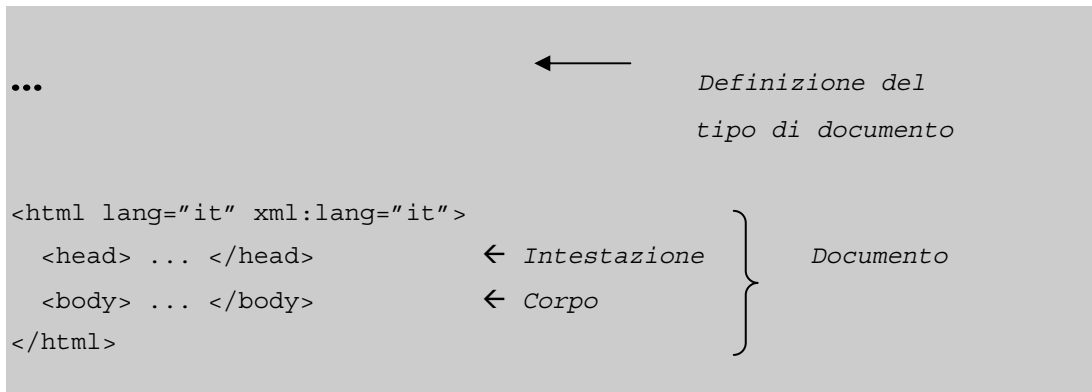 ... Definizione del
tipo di documento
<html lang=”it” xml:lang=”it”>
<head> ... </head> ← Intestazione Documento
<body> ... </body> ← Corpo
</html>